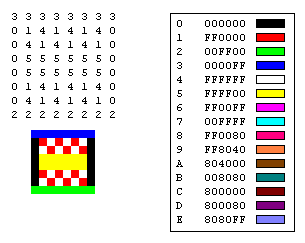 3 3 3 3 3 3 3 3
0 1 4 1 4 1 4 0
0 4 1 4 1 4 1 0
0 5 5 5 5 5 5 0
0 5 5 5 5 5 5 0
0 1 4 1 4 1 4 0
0 4 1 4 1 4 1 0
2 2 2 2 2 2 2 2
0 000000
1 FF0000
2 00FF00
3 0000FF
4 FFFFFF
5 FFFF00
6 FF00FF
7 00FFFF
8 FF0080
9 FF8040
A 804000
B 008080
C 800000
D 800080
E 8080FF